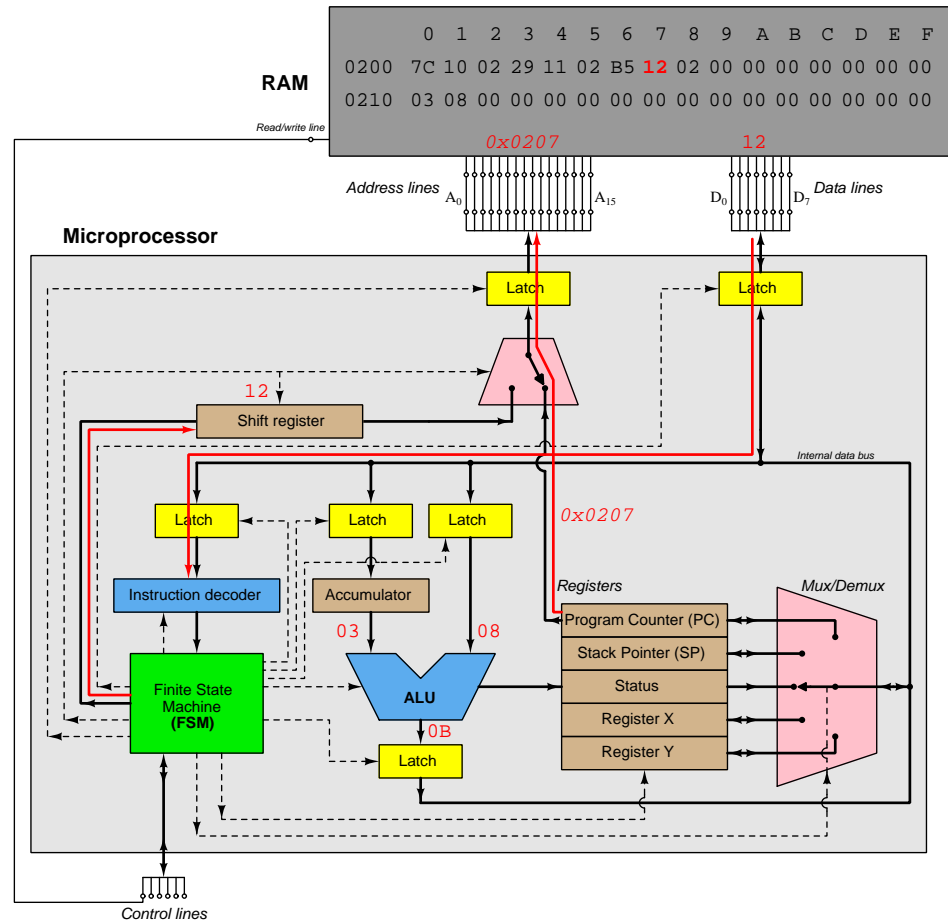 0 1 2 3 4 5 6 7 8 9 A B C D E F
0200 7C 10 02 29 11 02 B5 12 02 00 00 00 00 00 00 00
RAM
0210 03 08 00 00 00 00 00 00 00 00 00 00 00 00 00 00
Read/write line
0x0207 12
Address lines A0 A15 D0 D7 Data lines
Microprocessor
Latch Latch
12
Shift register
Internal data bus
Latch Latch Latch
0x0207
Instruction decoder Accumulator Registers Mux/Demux
03 08
Program Counter (PC)
Stack Pointer (SP)
Finite State
Machine
(FSM)
ALU
Status
Register X
0B
Register Y
Latch
Control lines